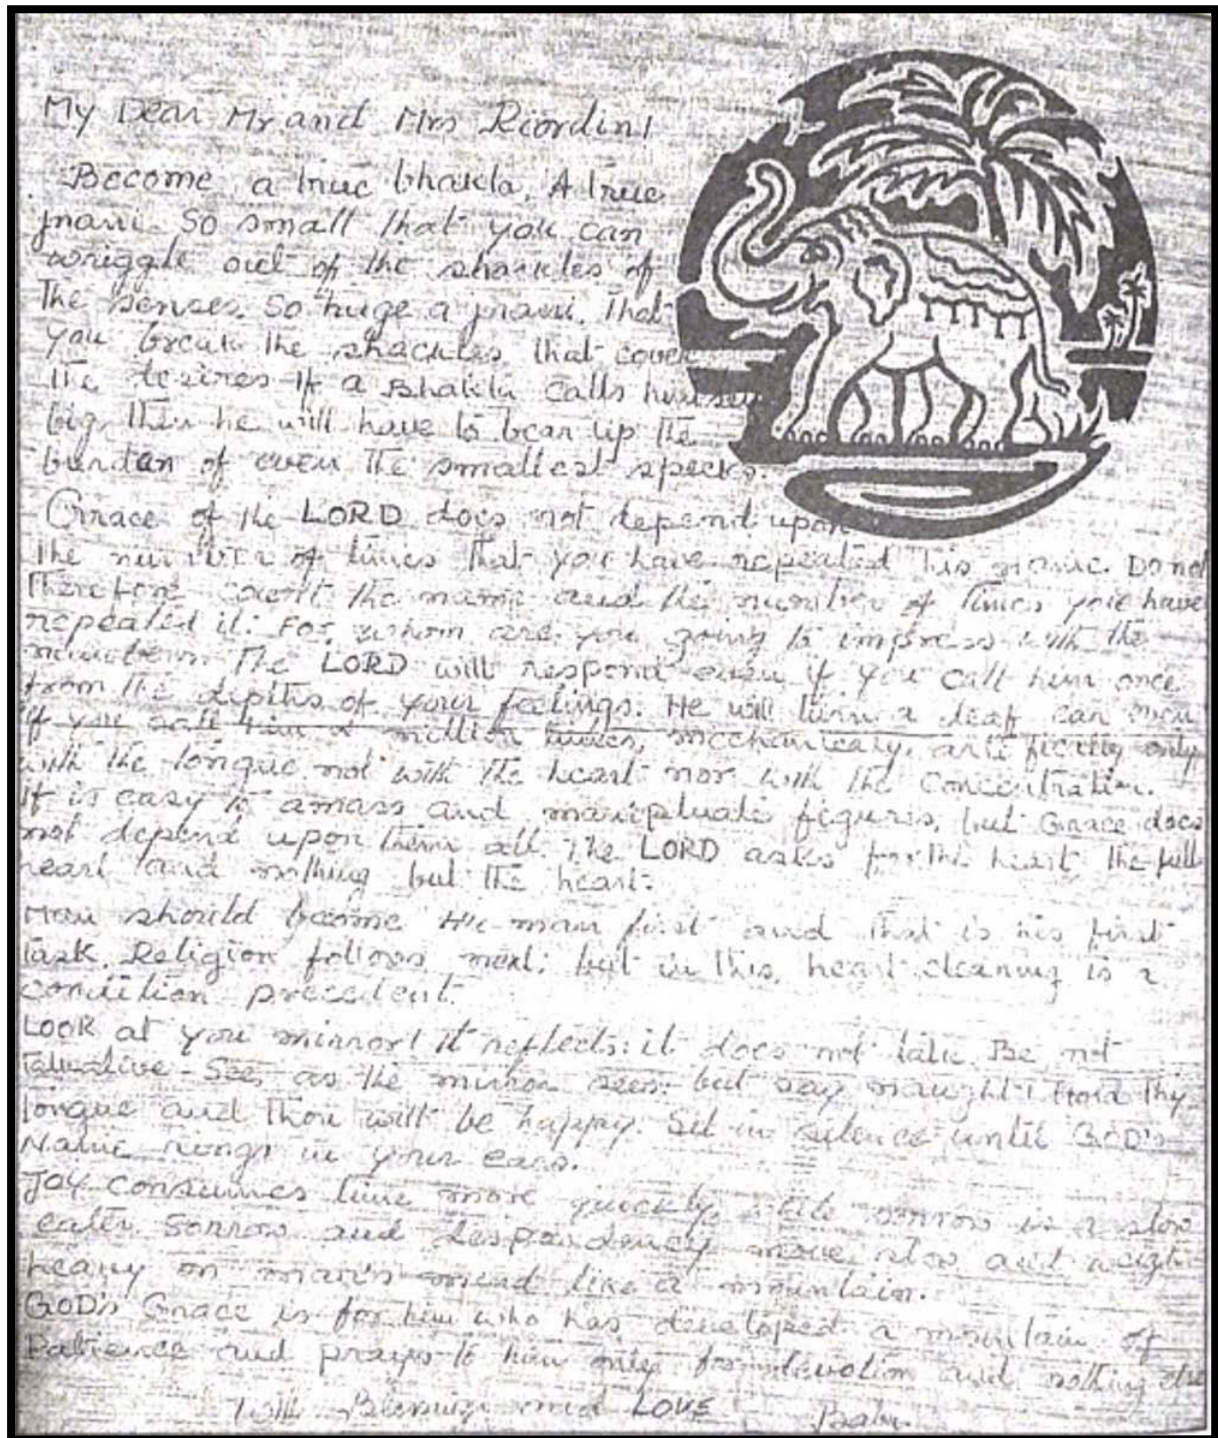 My Dear Mr and Mrs Riordin!
Become a true bhakta. A true
jnani. So small that you can
wriggle out of the shackles of
The senses. So huge a jnani. That
you break the shackles that cover
The desires. If a Bhakta calls himself
big, then he will have to bear up the
burden of even the smallest specks.
Grace of the LORD does not depend upon
the number of times that you have repeated His name. Do not
therefore count the name and the number of times you have
repeated it. For, whom are you going to impress with the
numbers. The LORD will respond even if you call him once
from the depths of your feelings. He will turn a deaf ear even
if you call him a million times, mechanicaly, artifically only
with the tongue not with the heart nor with the Concentration.
It is easy to amass and maniptuate figures, but Grace does
not depend upon them all. The LORD asks for the heart, the full
heart and nothing but the heart.
Man should become the man first and that is his first
Task. Religion follows next; but in this, heart cleaning is a
condition precedent.
LOOK at you mirror! It reflects: it does not talk. Be not
Talkative - See, as the mirror sees; but say naught! Hold thy
Tongue and thou will be happy. Sit in silence until GOD's
Name rings in your ears.
JOY consumes time more quickly, while sorrow is a slow
eater. Sorrow and despondency move slow and weigh
heavy on man's mind like a mountain.
GOD's Grace is for him who has developed a mountain of
Patience and prays to him only for devotion and nothing else
With Blessings and LOVE Baba